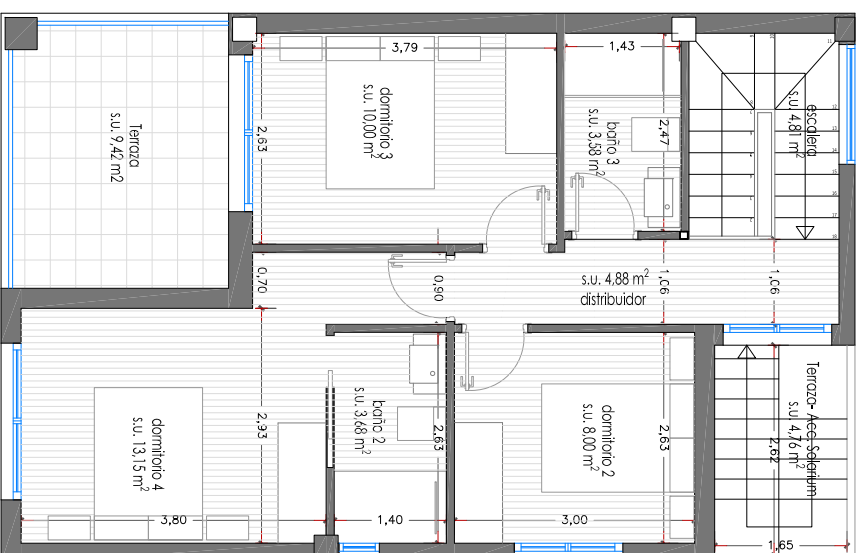 3,79
1,43
Terraza
s.u. 9,42 m2
2,63
dormitorio 3
s.u. 10,00 m²
baño 3
s.u. 3,58 m²
2,47
escalera
s.u. 4,81 m²
0,70
0,90
s.u. 4,88 m²
distribuidor
1,06
1,06
dormitorio 4
s.u. 13,15 m²
2,93
baño 2
s.u. 3,68 m²
2,63
dormitorio 2
s.u. 8,00 m²
2,63
Terraza- Acc. Solarium
s.u. 4,76 m²
2,62
3,80
1,40
3,00
1,65